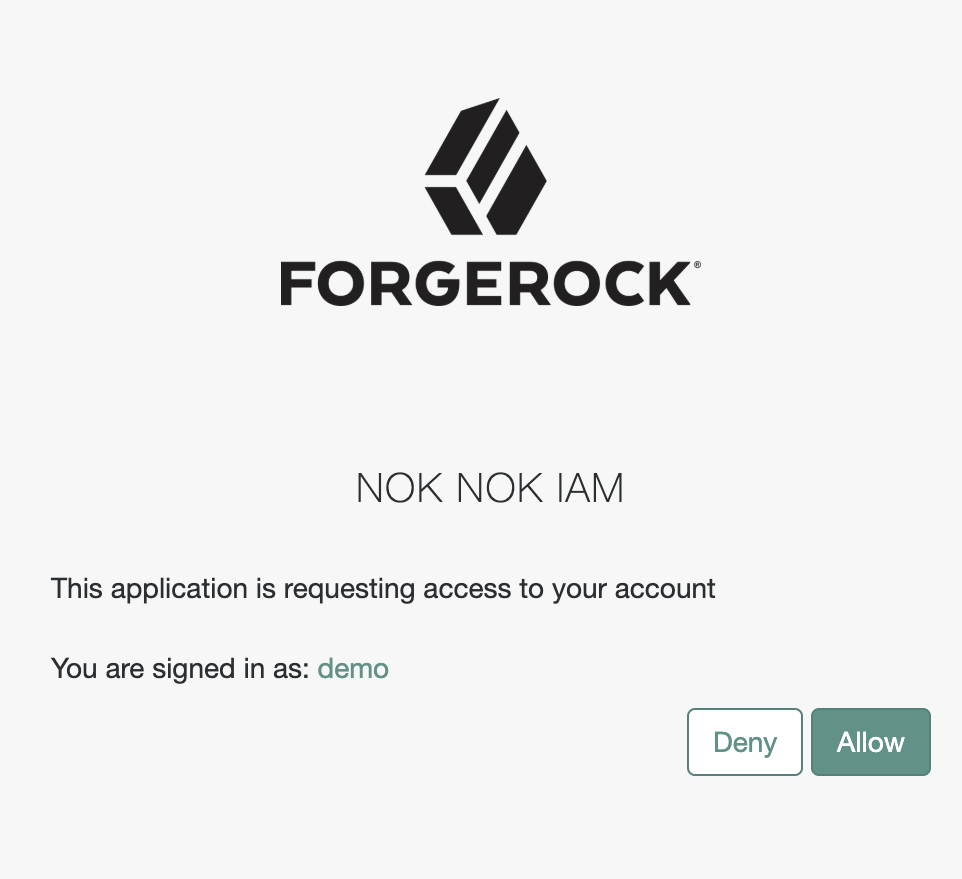 FORGEROCK®
NOK NOK IAM
This application is requesting access to your account
You are signed in as: demo
Deny Allow